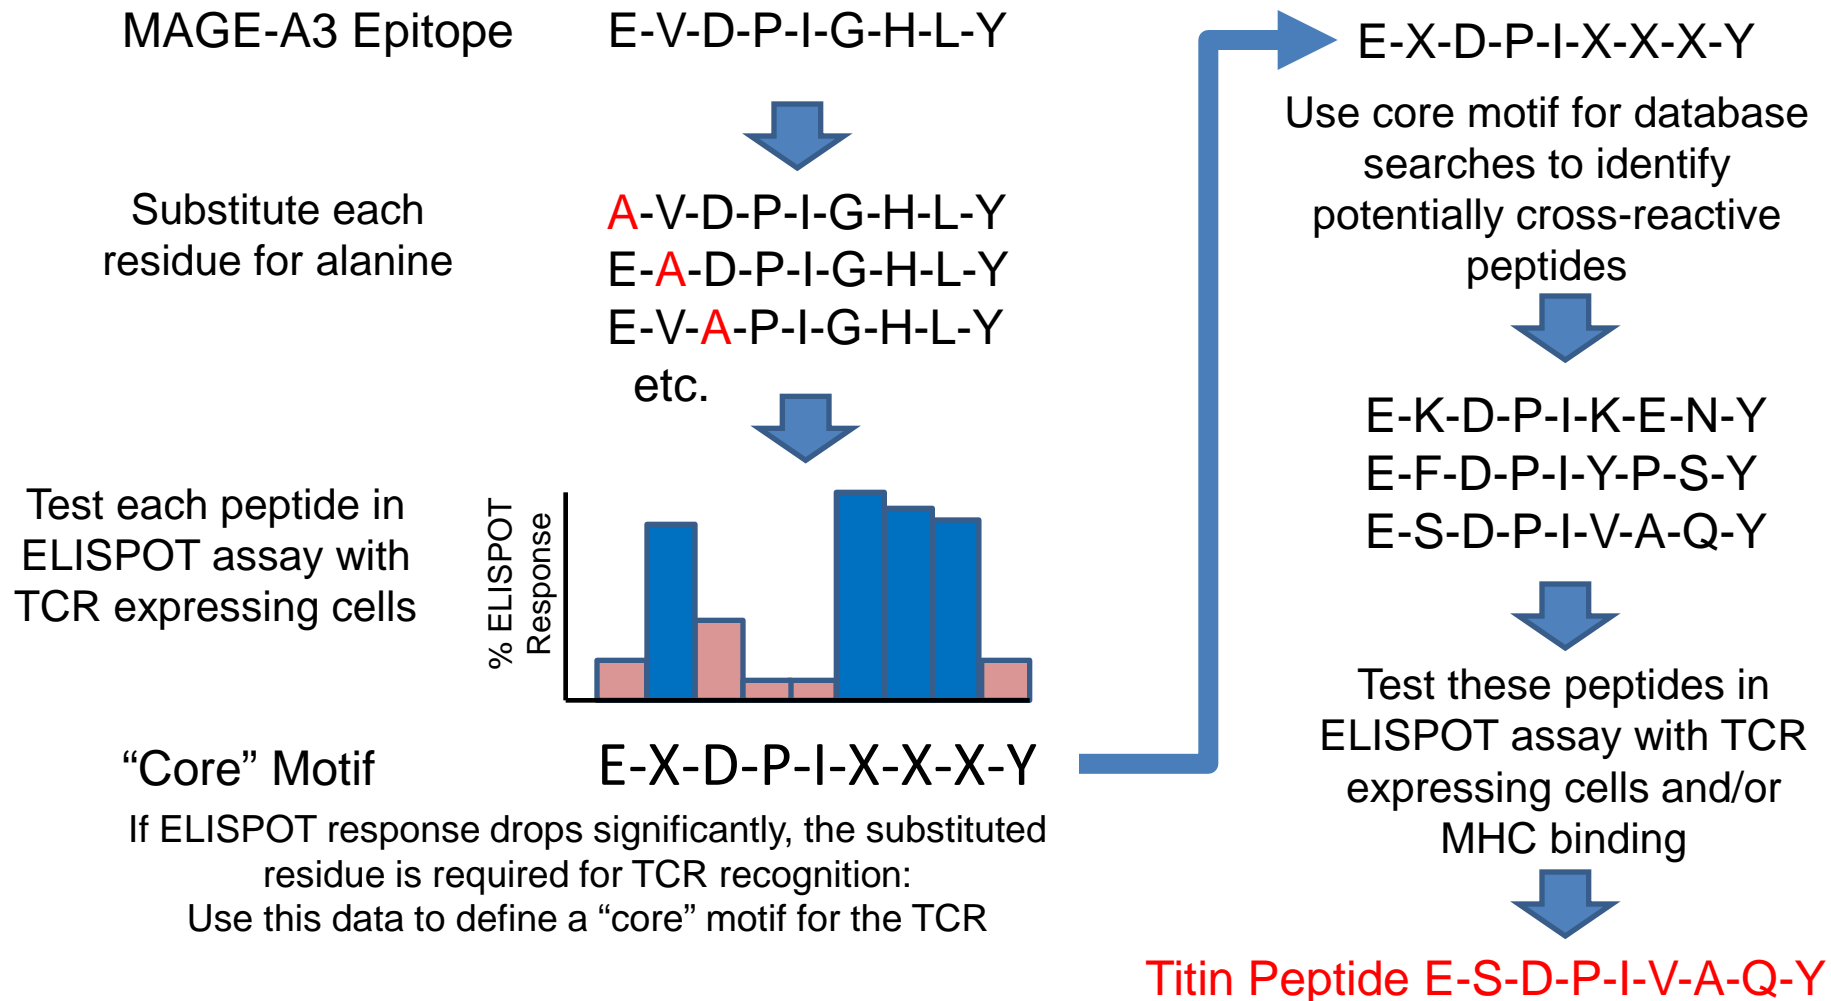 MAGE-A3 Epitope
E-V-D-P-I-G-H-L-Y
Substitute each
residue for alanine
A-V-D-P-I-G-H-L-Y
E-A-D-P-I-G-H-L-Y
E-V-A-P-I-G-H-L-Y
etc.
Test each peptide in
ELISPOT assay with
TCR expressing cells
% ELISPOT
Response
“Core” Motif
E-X-D-P-I-X-X-X-Y
If ELISPOT response drops significantly, the substituted
residue is required for TCR recognition:
Use this data to define a “core” motif for the TCR
E-X-D-P-I-X-X-X-Y
Use core motif for database
searches to identify
potentially cross-reactive
peptides
E-K-D-P-I-K-E-N-Y
E-F-D-P-I-Y-P-S-Y
E-S-D-P-I-V-A-Q-Y
Test these peptides in
ELISPOT assay with TCR
expressing cells and/or
MHC binding
Titin Peptide E-S-D-P-I-V-A-Q-Y